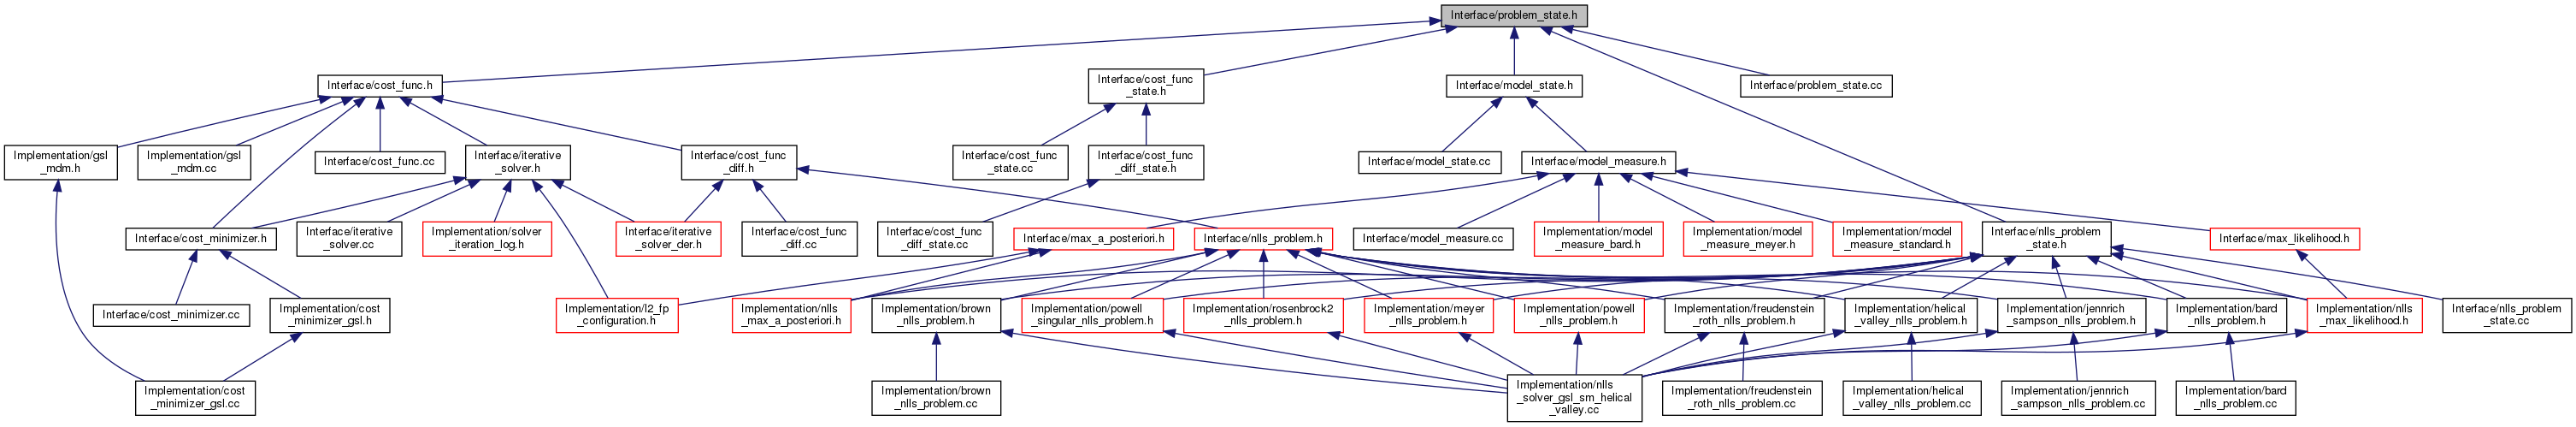 Interface/problem_state.h
Interface/cost_func.h
Interface/cost_func
_state.h
Interface/model_state.h
Interface/problem_state.cc
Implementation/gsl
_mdm.h
Implementation/gsl
_mdm.cc
Interface/cost_func.cc
Interface/iterative
_solver.h
Interface/cost_func
_diff.h
Interface/cost_func
_state.cc
Interface/cost_func
_diff_state.h
Interface/model_state.cc
Interface/model_measure.h
Interface/cost_minimizer.h
Interface/iterative
_solver.cc
Implementation/solver
_iteration_log.h
Interface/iterative
_solver_der.h
Interface/cost_func
_diff.cc
Interface/cost_func
_diff_state.cc
Interface/max_a_posteriori.h
Interface/nlls_problem.h
Interface/model_measure.cc
Implementation/model
_measure_bard.h
Implementation/model
_measure_meyer.h
Implementation/model
_measure_standard.h
Interface/nlls_problem
_state.h
Interface/max_likelihood.h
Interface/cost_minimizer.cc
Implementation/cost
_minimizer_gsl.h
Implementation/l2_fp
_configuration.h
Implementation/nlls
_max_a_posteriori.h
Implementation/brown
_nlls_problem.h
Implementation/powell
_singular_nlls_problem.h
Implementation/rosenbrock2
_nlls_problem.h
Implementation/meyer
_nlls_problem.h
Implementation/powell
_nlls_problem.h
Implementation/freudenstein
_roth_nlls_problem.h
Implementation/helical
_valley_nlls_problem.h
Implementation/jennrich
_sampson_nlls_problem.h
Implementation/bard
_nlls_problem.h
Implementation/nlls
_max_likelihood.h
Interface/nlls_problem
_state.cc
Implementation/cost
_minimizer_gsl.cc
Implementation/brown
_nlls_problem.cc
Implementation/nlls
_solver_gsl_sm_helical
_valley.cc
Implementation/freudenstein
_roth_nlls_problem.cc
Implementation/helical
_valley_nlls_problem.cc
Implementation/jennrich
_sampson_nlls_problem.cc
Implementation/bard
_nlls_problem.cc